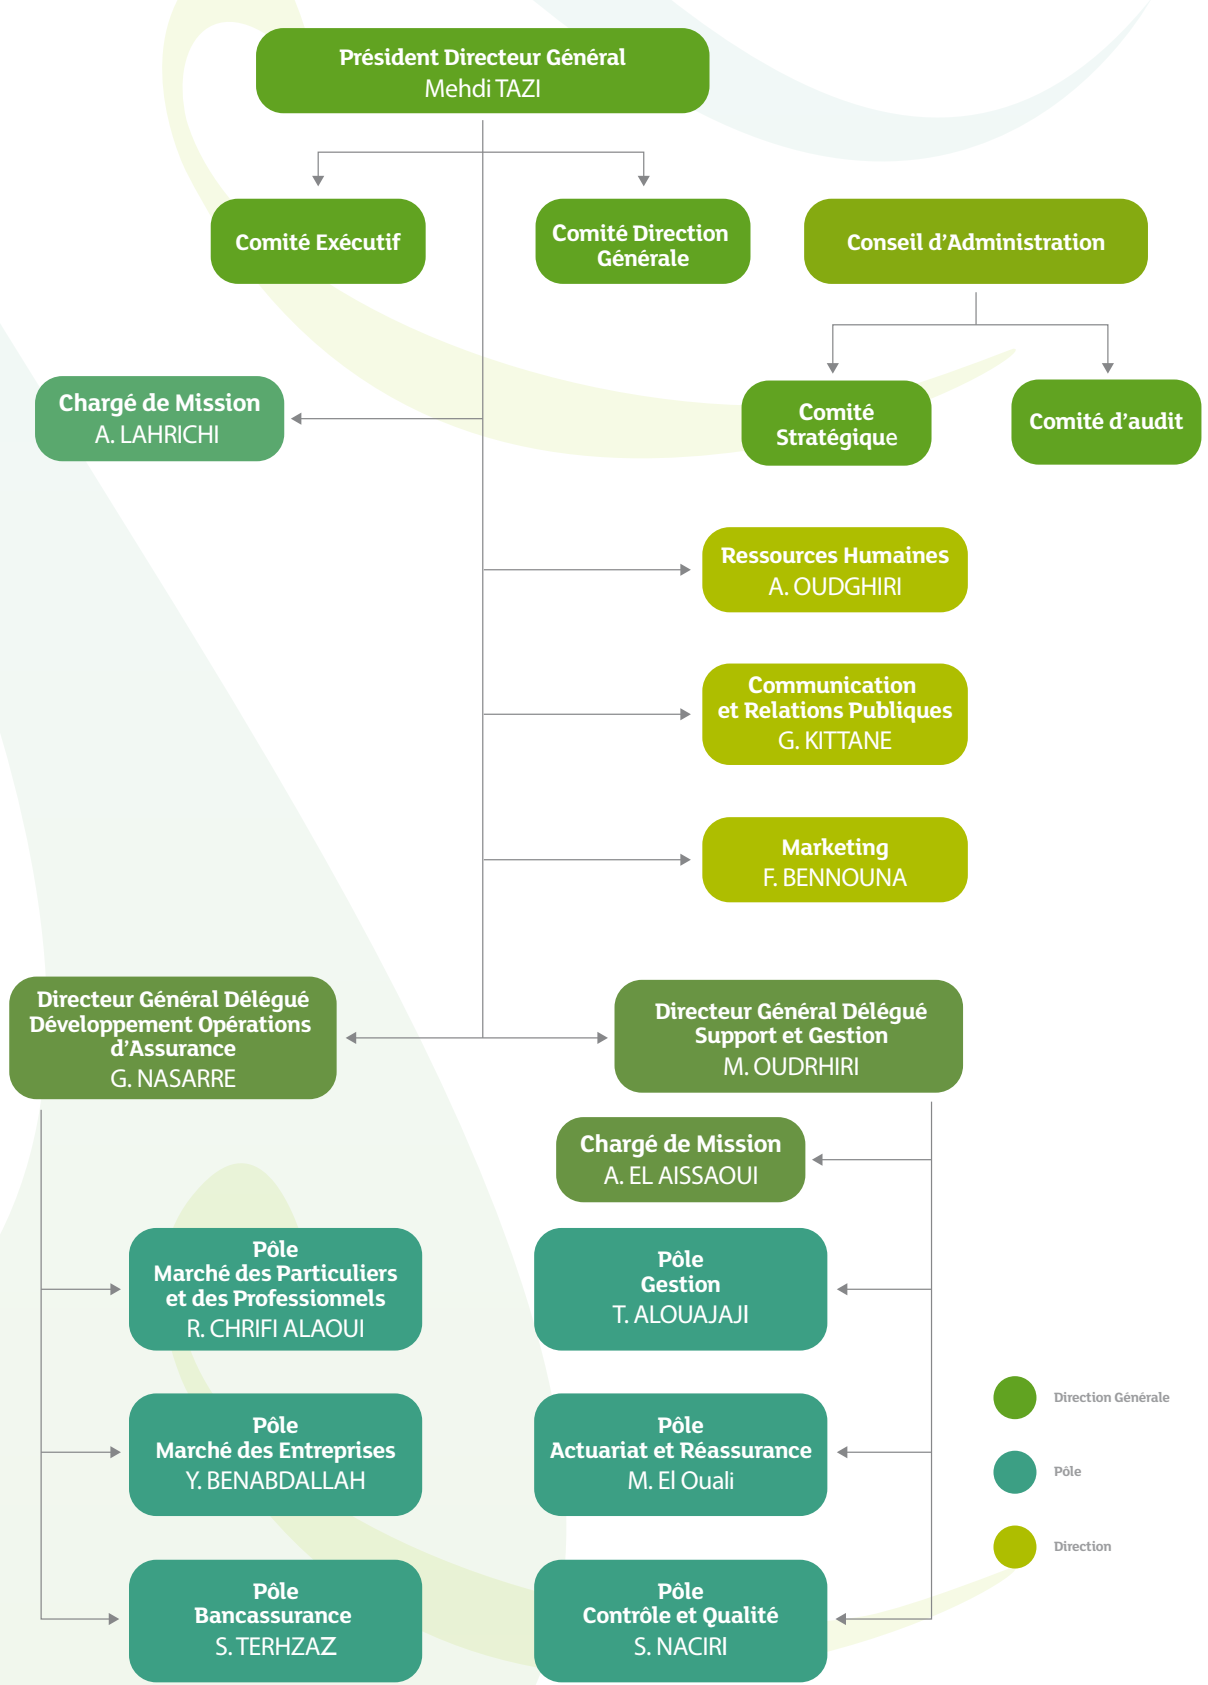 Président Directeur Général
Mehdi TAZI
Comité Exécutif
Comité Direction
Générale
Conseil d'Administration
Chargé de Mission
A. LAHRICHI
Comité
Stratégique
Comité d'audit
Ressources Humaines
A. OUDGHIRI
Communication
et Relations Publiques
G. KITTANE
Marketing
F. BENNOUNA
Directeur Général Délégué
Développement Opérations
d'Assurance
G. NASARRE
Directeur Général Délégué
Support et Gestion
M. OUDRHIRI
Chargé de Mission
A. EL AISSAOUI
Pôle
Marché des Particuliers
et des Professionnels
R. CHRIFI ALAOUI
Pôle
Gestion
T. ALOUAJAJI
Pôle
Marché des Entreprises
Y. BENABDALLAH
Pôle
Actuariat et Réassurance
M. El Ouali
Pôle
Bancassurance
S. TERHZAZ
Pôle
Contrôle et Qualité
S. NACIRI
Direction Générale
Pôle
Direction